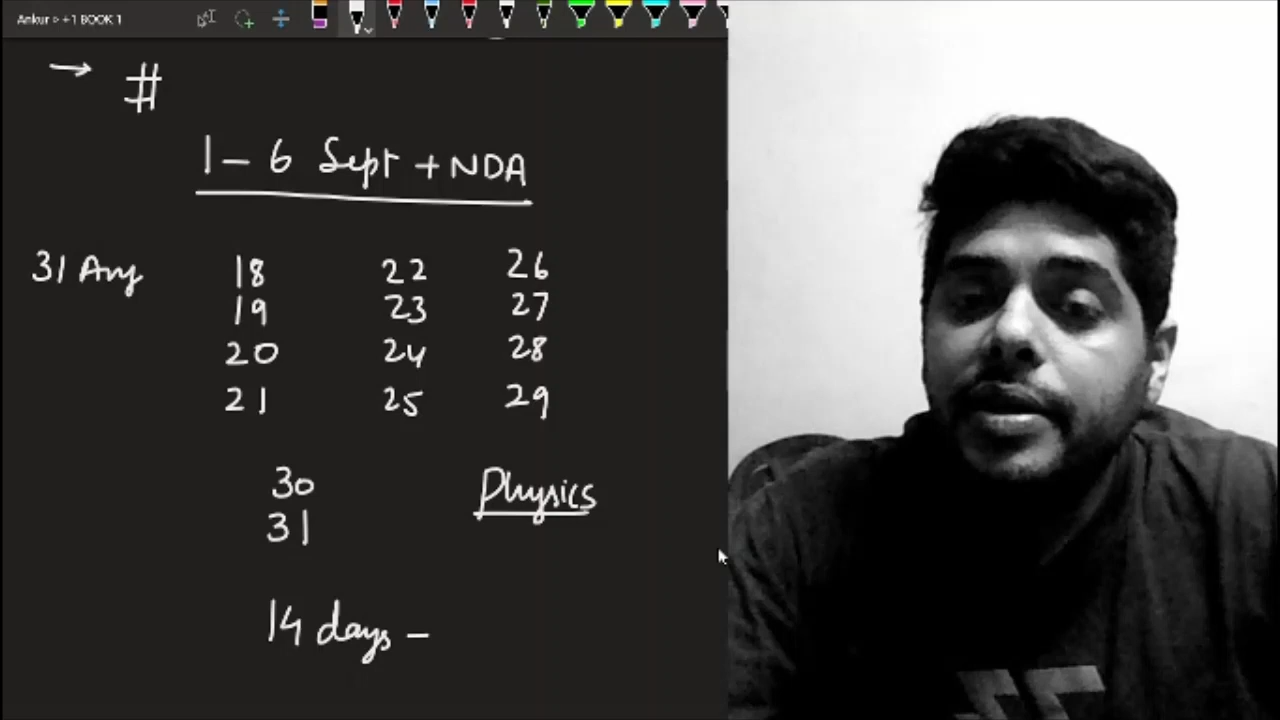 Ankur > +1 BOOK 1
→ #
1 – 6 Sept + NDA
31 Aug 18 22 26
19 23 27
20 24 28
21 25 29
30 Physics
31
14 days –